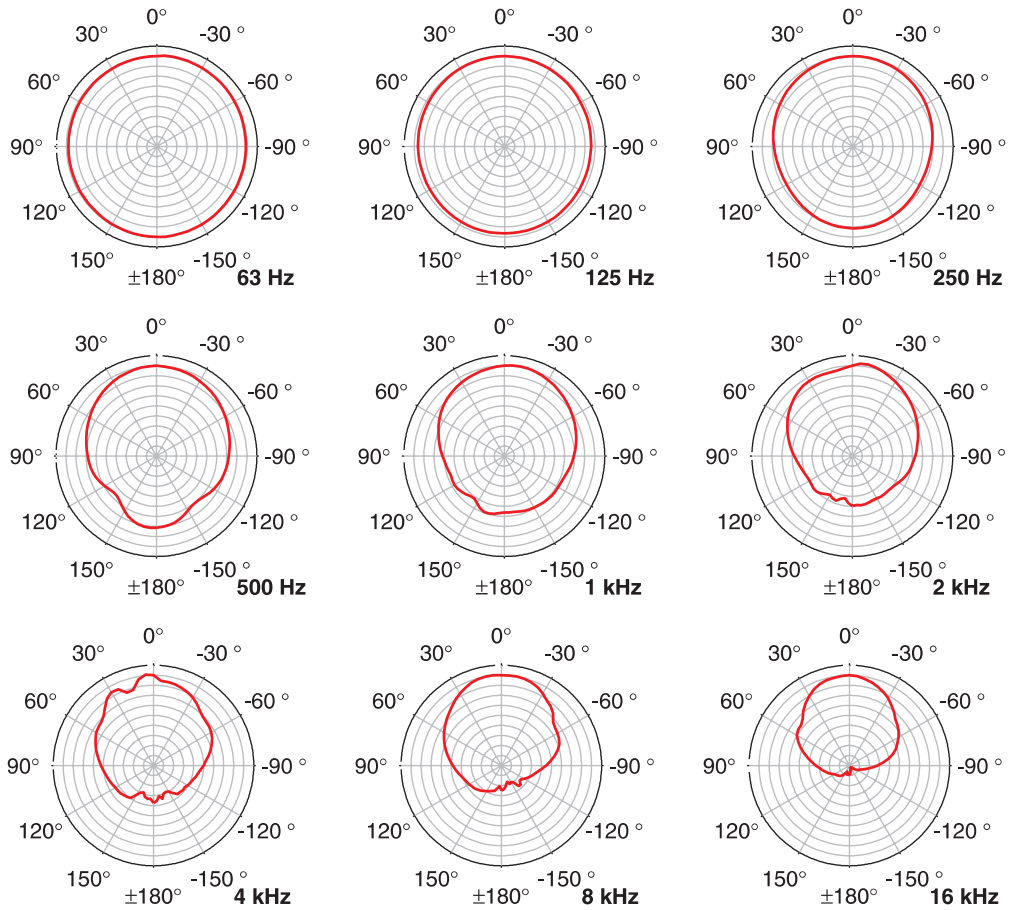 0° 0° 0°
30° -30 ° 30° -30 ° 30° -30 °
60° -60 ° 60° -60 ° 60° -60 °
90° -90 ° 90° -90 ° 90° -90 °
120° -120 ° 120° -120 ° 120° -120 °
150° -150 ° 150° -150 ° 150° -150 °
±180° 63 Hz ±180° 125 Hz ±180° 250 Hz
0° 0° 0°
30° -30 ° 30° -30 ° 30° -30 °
60° -60 ° 60° -60 ° 60° -60 °
90° -90 ° 90° -90 ° 90° -90 °
120° -120 ° 120° -120 ° 120° -120 °
150° -150 ° 150° -150 ° 150° -150 °
±180° 500 Hz ±180° 1 kHz ±180° 2 kHz
0° 0° 0°
30° -30 ° 30° -30 ° 30° -30 °
60° -60 ° 60° -60 ° 60° -60 °
90° -90 ° 90° -90 ° 90° -90 °
120° -120 ° 120° -120 ° 120° -120 °
150° -150 ° 150° -150 ° 150° -150 °
±180° 4 kHz ±180° 8 kHz ±180° 16 kHz